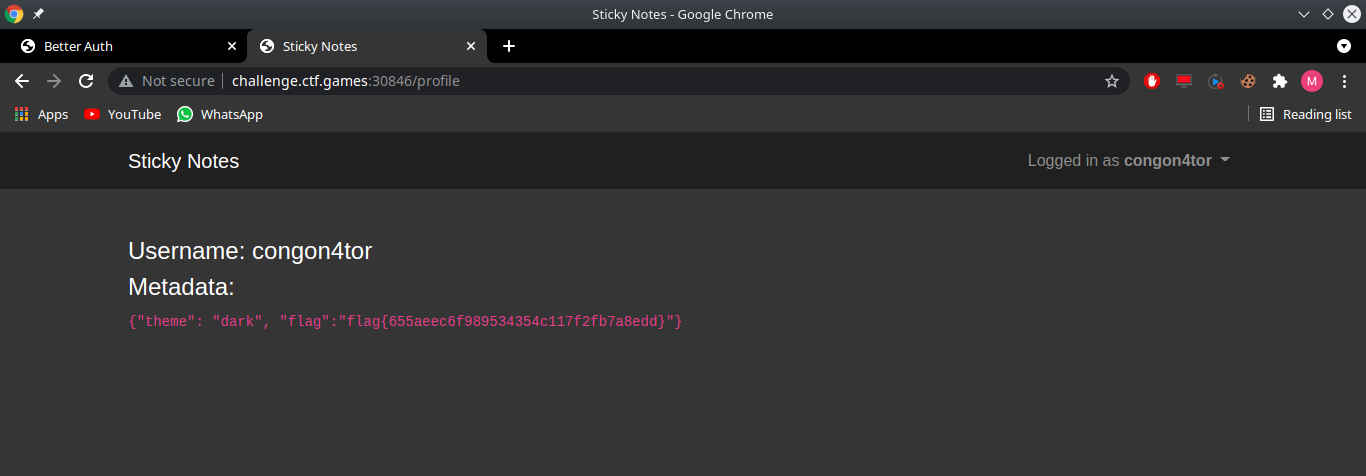 Sticky Notes - Google Chrome
Better Auth
Sticky Notes
Not secure challenge.ctf.games:30846/profile
M
Apps YouTube WhatsApp Reading list
Sticky Notes Logged in as congon4tor
Username: congon4tor
Metadata:
{"theme": "dark", "flag":"flag{655aeec6f989534354c117f2fb7a8edd}"}